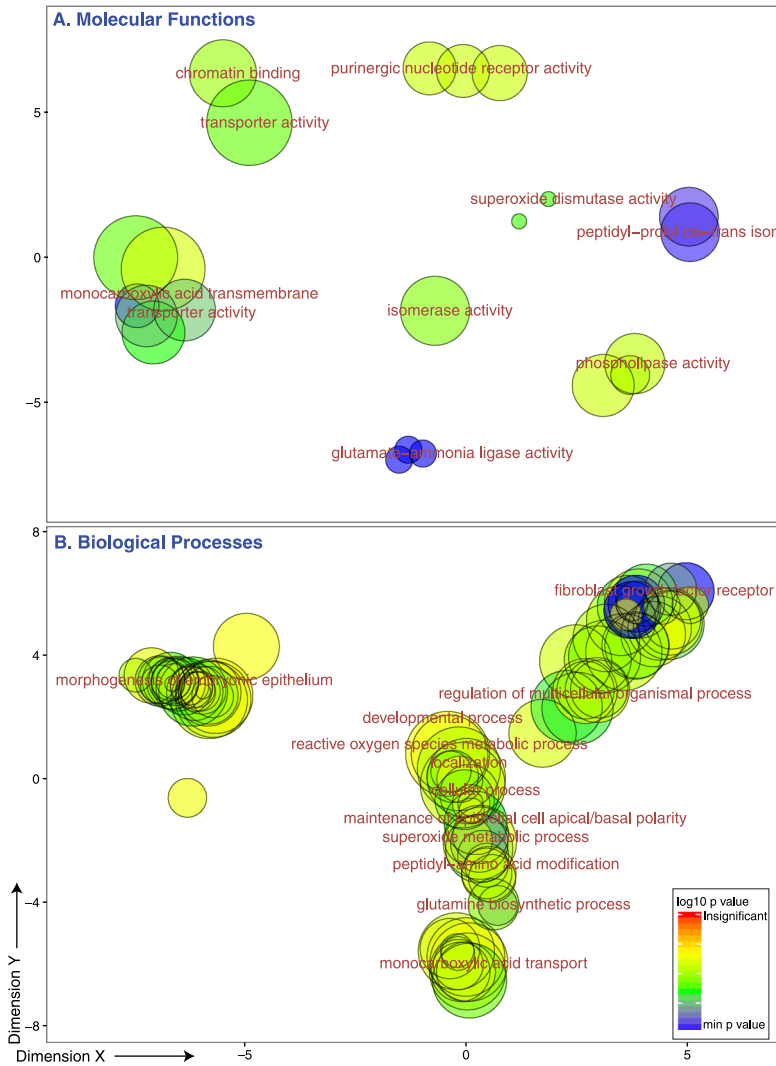 A. Molecular Functions
chromatin binding
purinergic nucleotide receptor activity
transporter activity
5
superoxide dismutase activity
peptidyl−prolyl cis−trans isor
0
monocarboxylic acid transmembrane
transporter activity
isomerase activity
phospholipase activity
−5
glutamate−ammonia ligase activity
8
B. Biological Processes
fibroblast growth factor receptor
4
morphogenesis of embryonic epithelium
regulation of multicellular organismal process
developmental process
reactive oxygen species metabolic process
localization
0
cellular process
maintenance of epithelial cell apical/basal polarity
superoxide metabolic process
peptidyl−amino acid modification
−4
glutamine biosynthetic process
log10 p value
Insignificant
min p value
monocarboxylic acid transport
Dimension Y
−8
Dimension X
−5
0
5